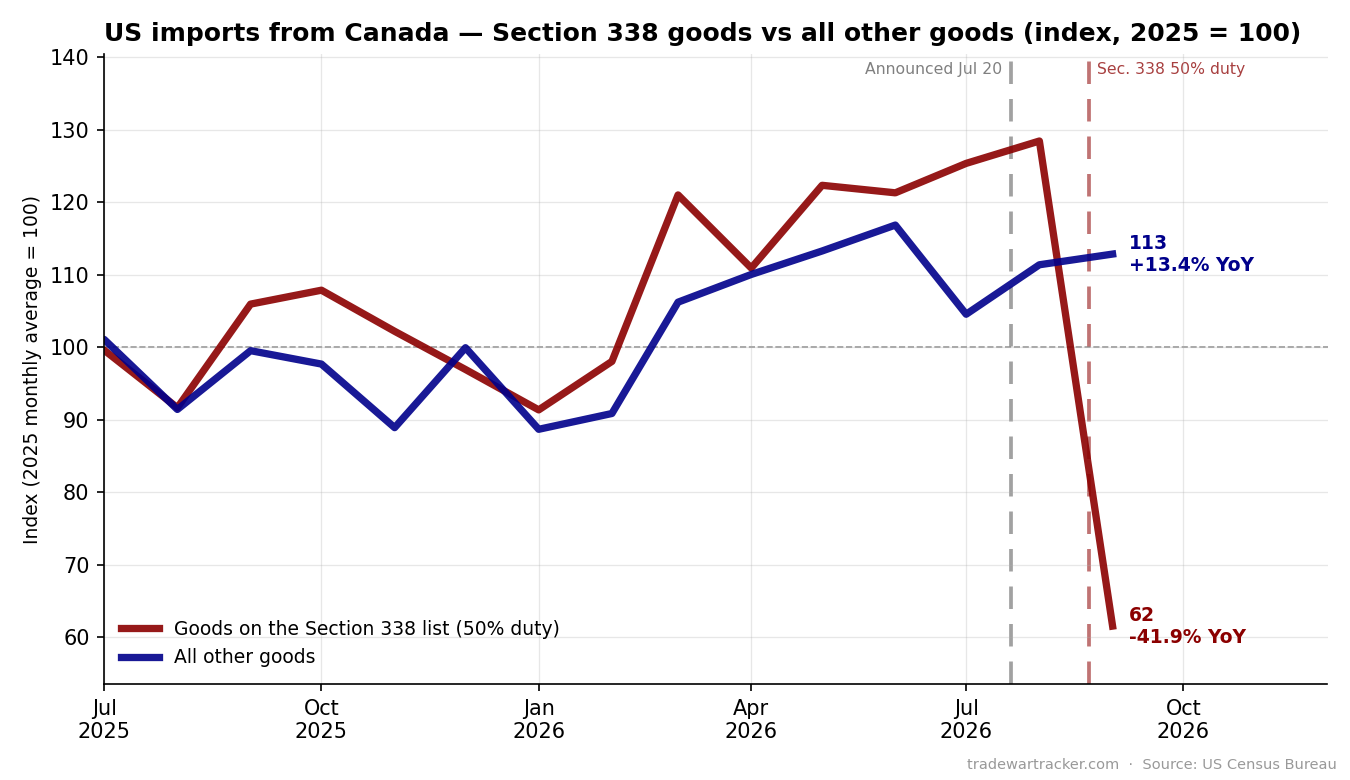 US imports from Canada — Section 338 goods vs all other goods (index, 2025 = 100)
Announced Jul 20
Sec. 338 50% duty
Index (2025 monthly average = 100)
140
130
120
110
100
90
80
70
60
113
+13.4% YoY
62
-41.9% YoY
Goods on the Section 338 list (50% duty)
All other goods
Jul
2025
Oct
2025
Jan
2026
Apr
2026
Jul
2026
Oct
2026
tradewartracker.com · Source: US Census Bureau